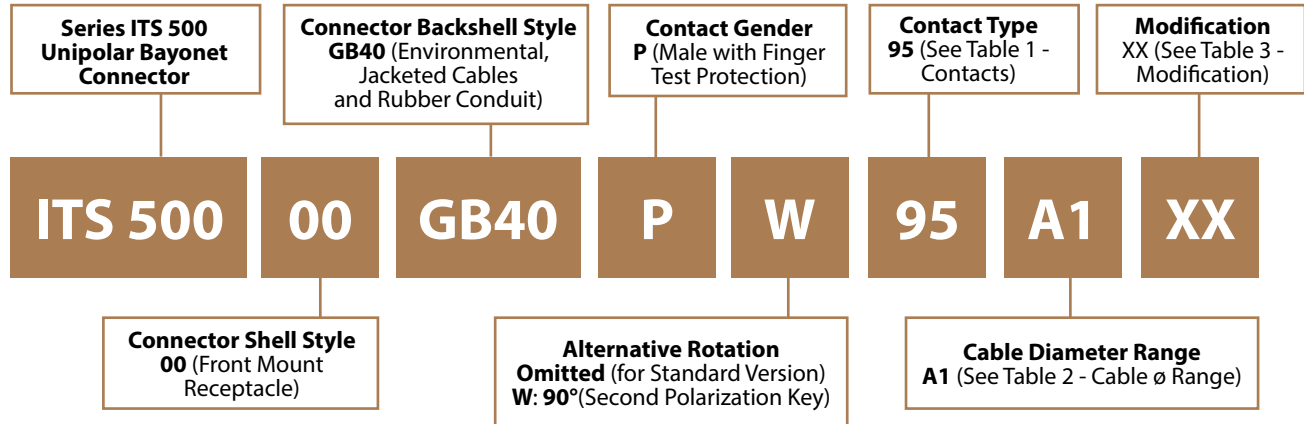 Series ITS 500
Unipolar Bayonet
Connector
Connector Backshell Style
GB40 (Environmental,
Jacketed Cables
and Rubber Conduit)
Contact Gender
P (Male with Finger
Test Protection)
Contact Type
95 (See Table 1 -
Contacts)
Modification
XX (See Table 3 -
Modification)
ITS 500 00 GB40 P W 95 A1 XX
Connector Shell Style
00 (Front Mount
Receptacle)
Alternative Rotation
Omitted (for Standard Version)
W: 90°(Second Polarization Key)
Cable Diameter Range
A1 (See Table 2 - Cable ø Range)